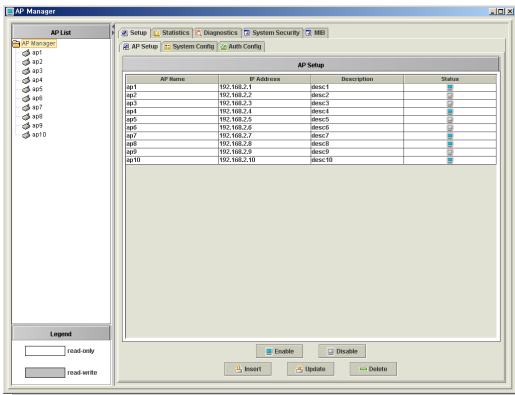 AP Manager
AP List
AP Manager
ap1
ap2
ap3
ap4
ap5
ap6
ap7
ap8
ap9
ap10
Legend
read-only
read-write
Setup Statistics Diagnostics System Security MIB
AP Setup System Config Auth Config
AP Setup
AP Name IP Address Description Status
ap1 192.168.2.1 desc1
ap2 192.168.2.2 desc2
ap3 192.168.2.3 desc3
ap4 192.168.2.4 desc4
ap5 192.168.2.5 desc5
ap6 192.168.2.6 desc6
ap7 192.168.2.7 desc7
ap8 192.168.2.8 desc8
ap9 192.168.2.9 desc9
ap10 192.168.2.10 desc10
Enable Disable
Insert Update Delete